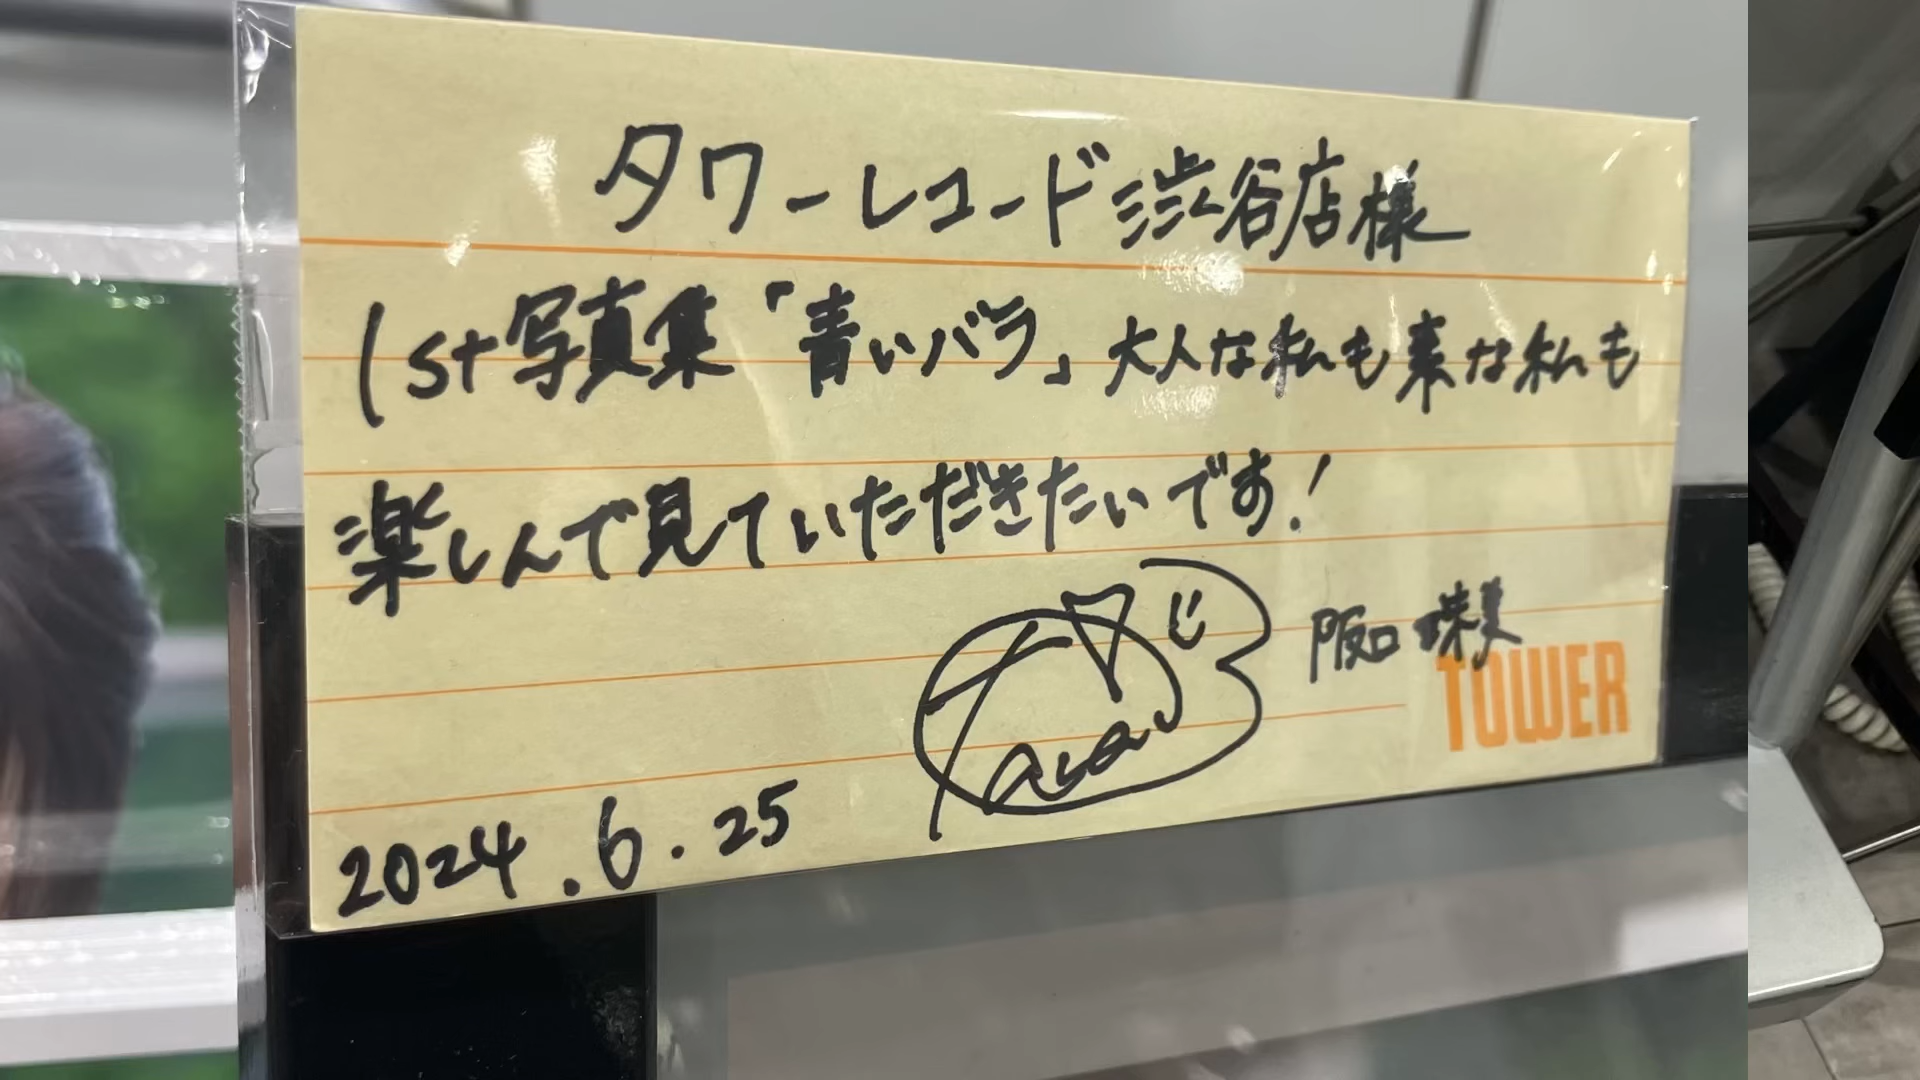 タワーレコード渋谷店様
1st写真集「青いバラ」大人な私も素な私も
楽しんで見ていただきたいです!
阪口珠美
TOWER
2024.6.25